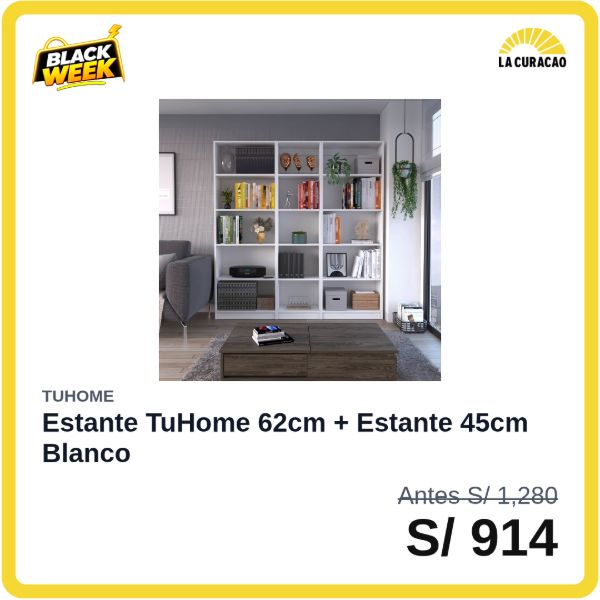 BLACK
WEEK
LA CURACAO
TUHOME
Estante TuHome 62cm + Estante 45cm
Blanco
Antes S/ 1,280
S/ 914